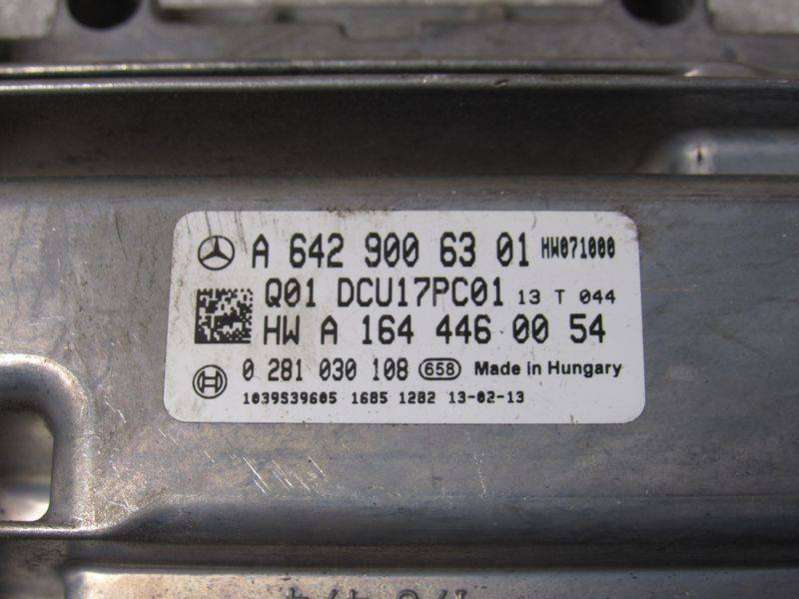 A 642 900 63 01 HW071000
Q01 DCU17PC01 13 T 044
HW A 164 446 00 54
0 281 030 108 658 Made in Hungary
1039S39605 1685 1282 13-02-13